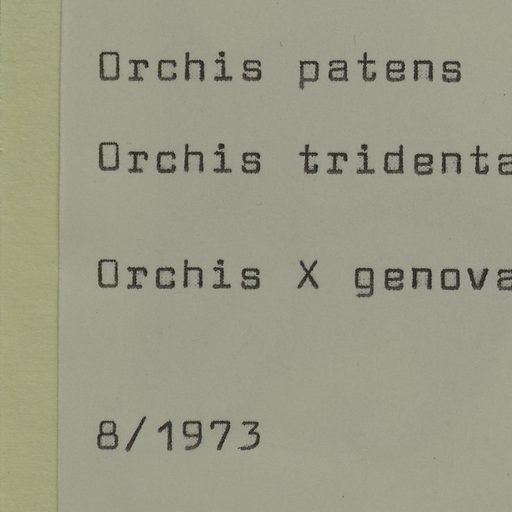 Orchis patens
Orchis tridenta
Orchis X genova
8/1973